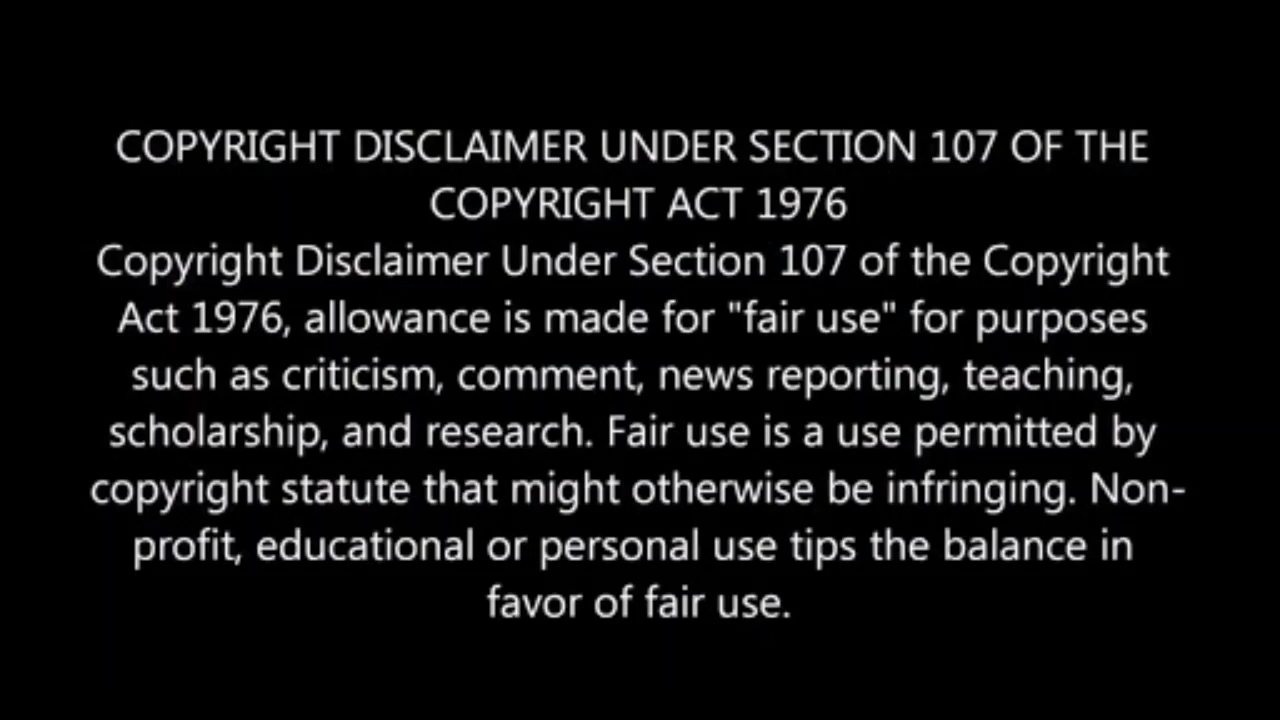 COPYRIGHT DISCLAIMER UNDER SECTION 107 OF THE
COPYRIGHT ACT 1976
Copyright Disclaimer Under Section 107 of the Copyright
Act 1976, allowance is made for "fair use" for purposes
such as criticism, comment, news reporting, teaching,
scholarship, and research. Fair use is a use permitted by
copyright statute that might otherwise be infringing. Non-
profit, educational or personal use tips the balance in
favor of fair use.